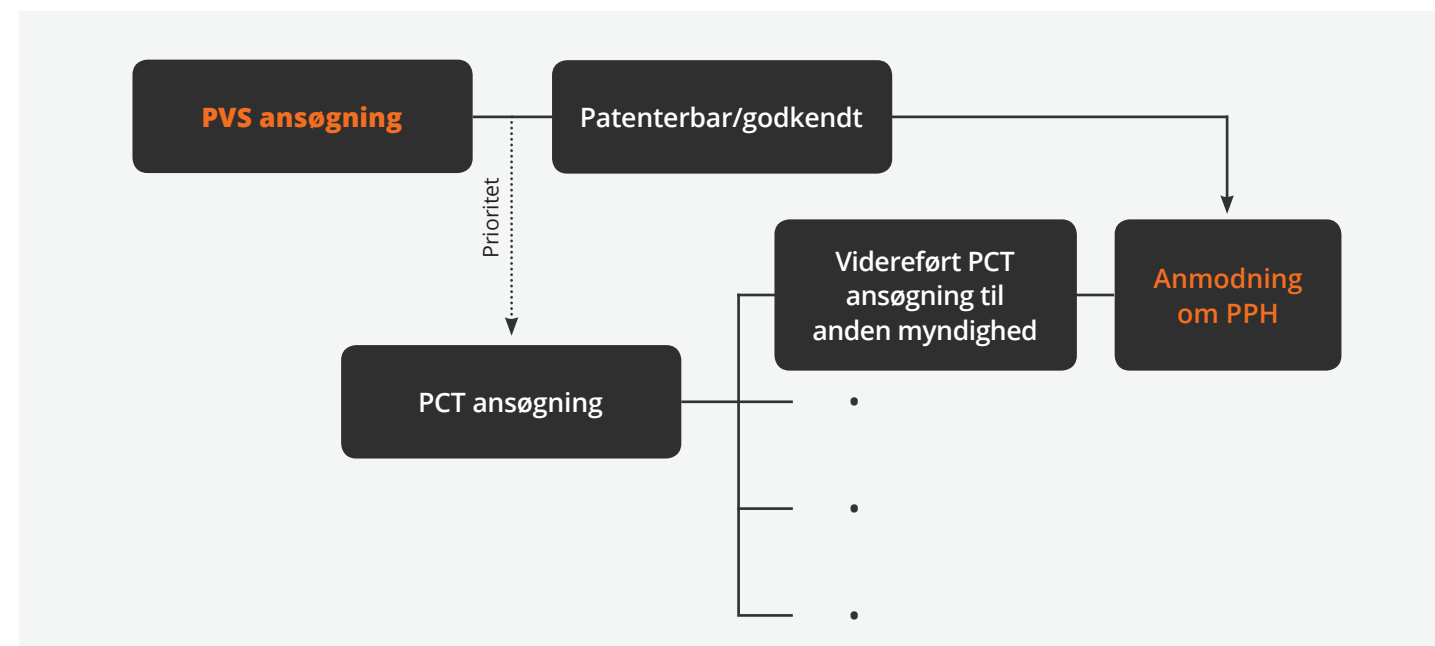 PVS ansøgning
Patenterbar/godkendt
Prioritet
Videreført PCT
ansøgning til
anden myndighed
Anmodning
om PPH
PCT ansøgning